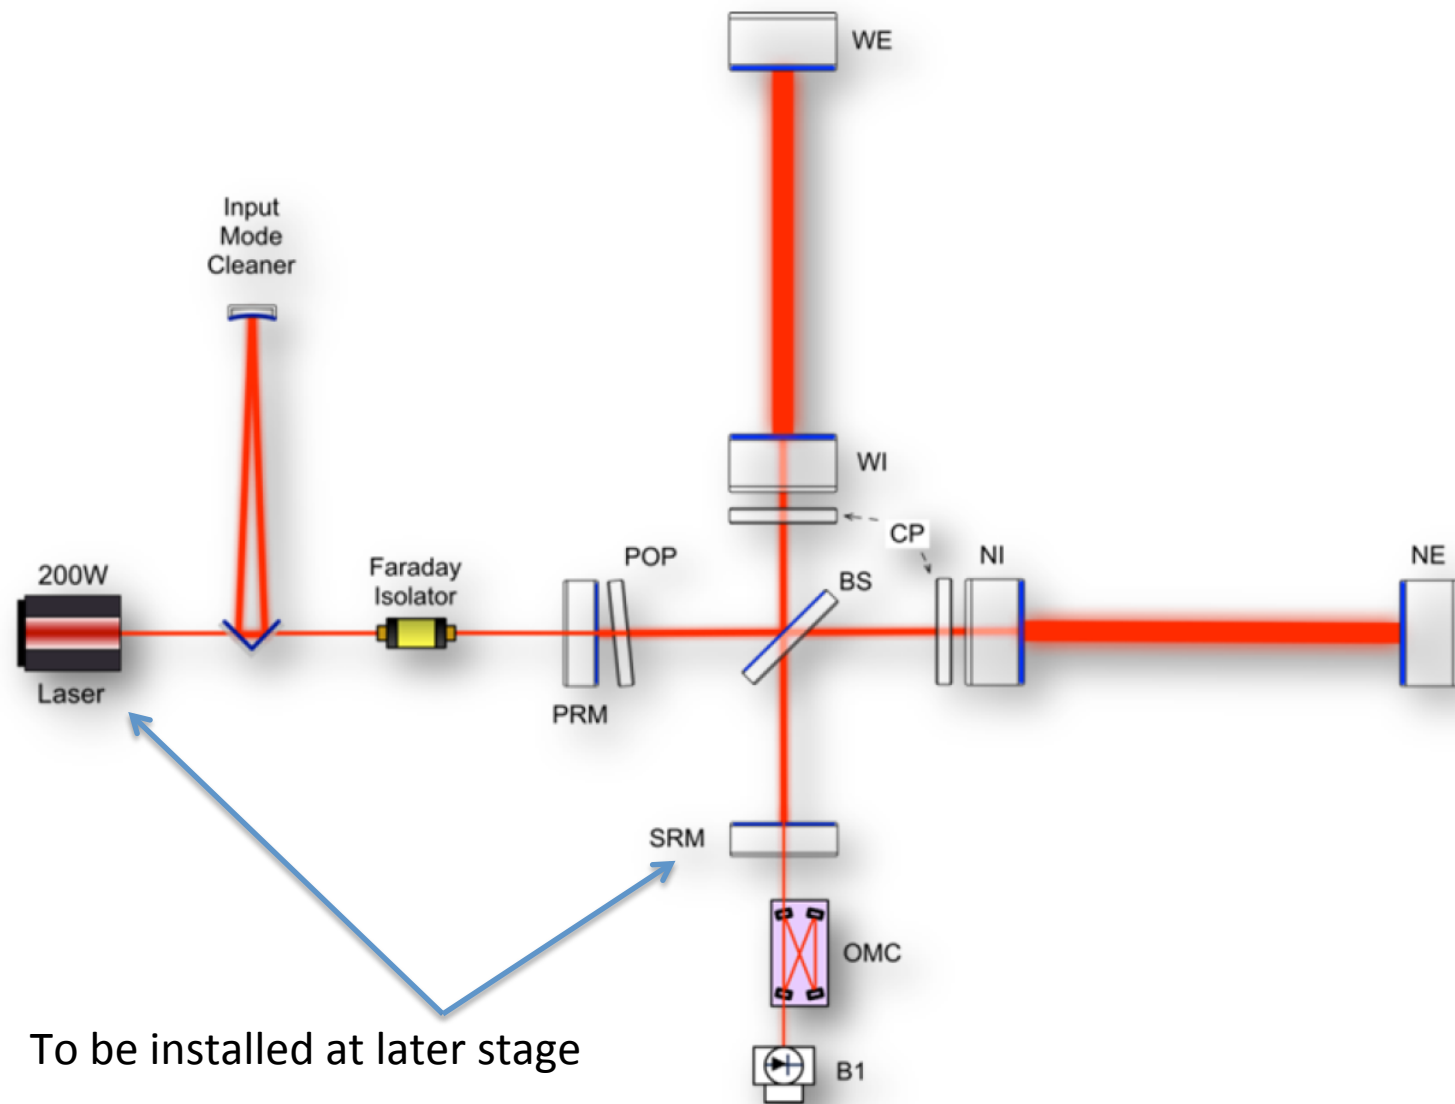 WE
Input
Mode
Cleaner
WI
CP
NI
NE
POP
BS
Faraday
Isolator
200W
Laser
PRM
SRM
OMC
B1
To be installed at later stage